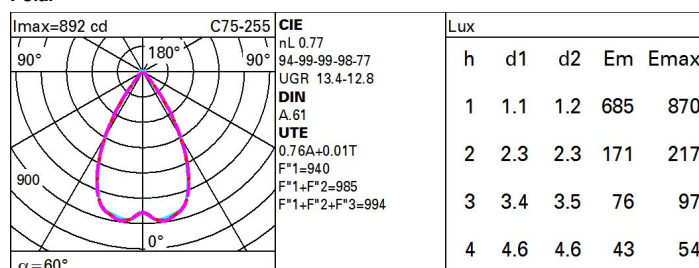 Imax=892 cd C75-255
90° 180° 90°
900
0°
α=60°
CIE
nL 0.77
94-99-99-98-77
UGR 13.4-12.8
DIN
A.61
UTE
0.76A+0.01T
F"1=940
F"1+F"2=985
F"1+F"2+F"3=994
Lux
h d1 d2 Em Emax
1 1.1 1.2 685 870
2 2.3 2.3 171 217
3 3.4 3.5 76 97
4 4.6 4.6 43 54